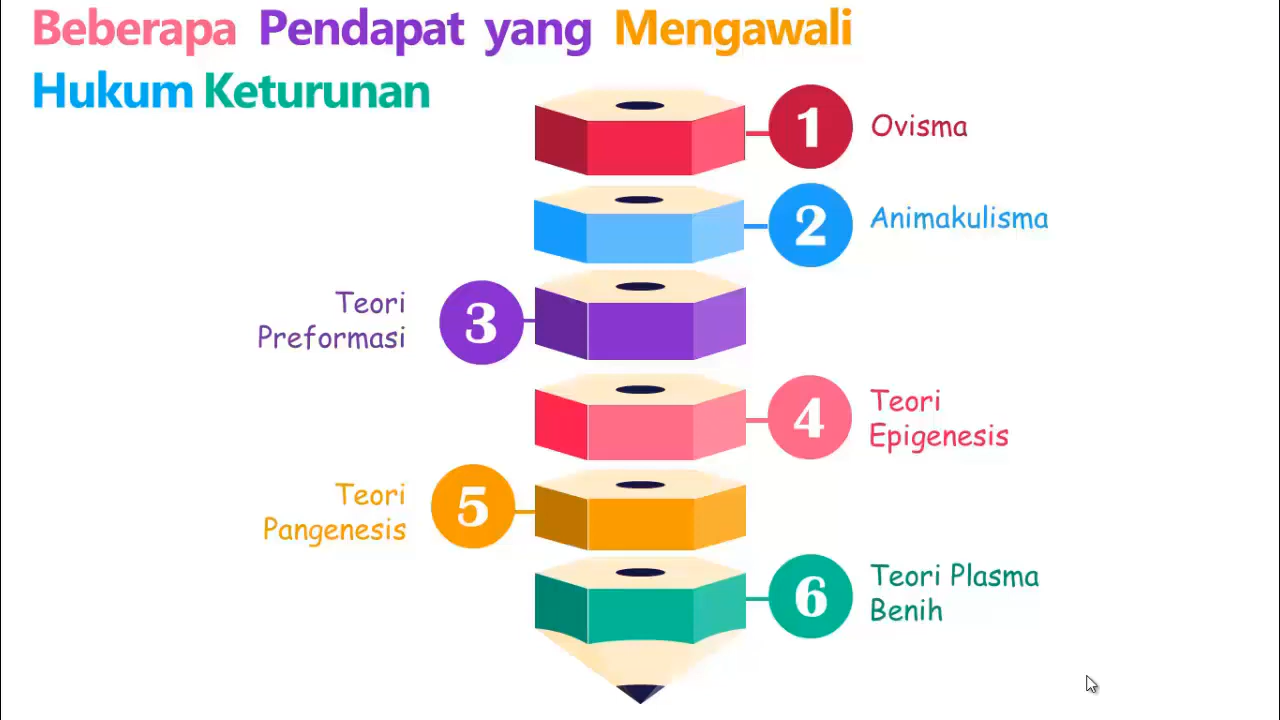 Beberapa Pendapat yang Mengawali
Hukum Keturunan
1
Ovisma
2
Animakulisma
3
Teori
Preformasi
4
Teori
Epigenesis
5
Teori
Pangenesis
6
Teori Plasma
Benih